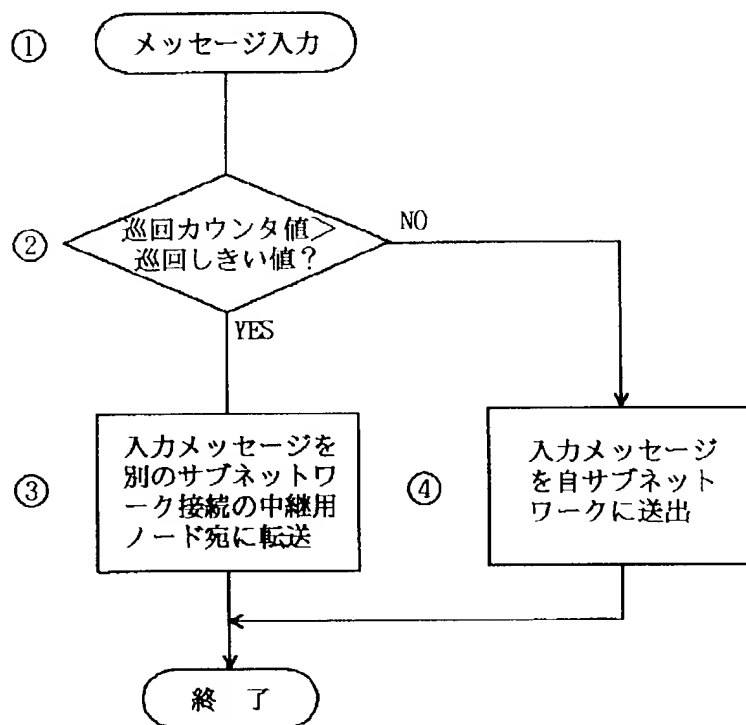 ① メッセージ入力
② 巡回カウンタ値>
巡回しきい値?
NO
YES
③ 入力メッセージを
別のサブネットワ
ーク接続の中継用
ノード宛に転送
④ 入力メッセージ
を自サブネット
ワークに送出
終 了